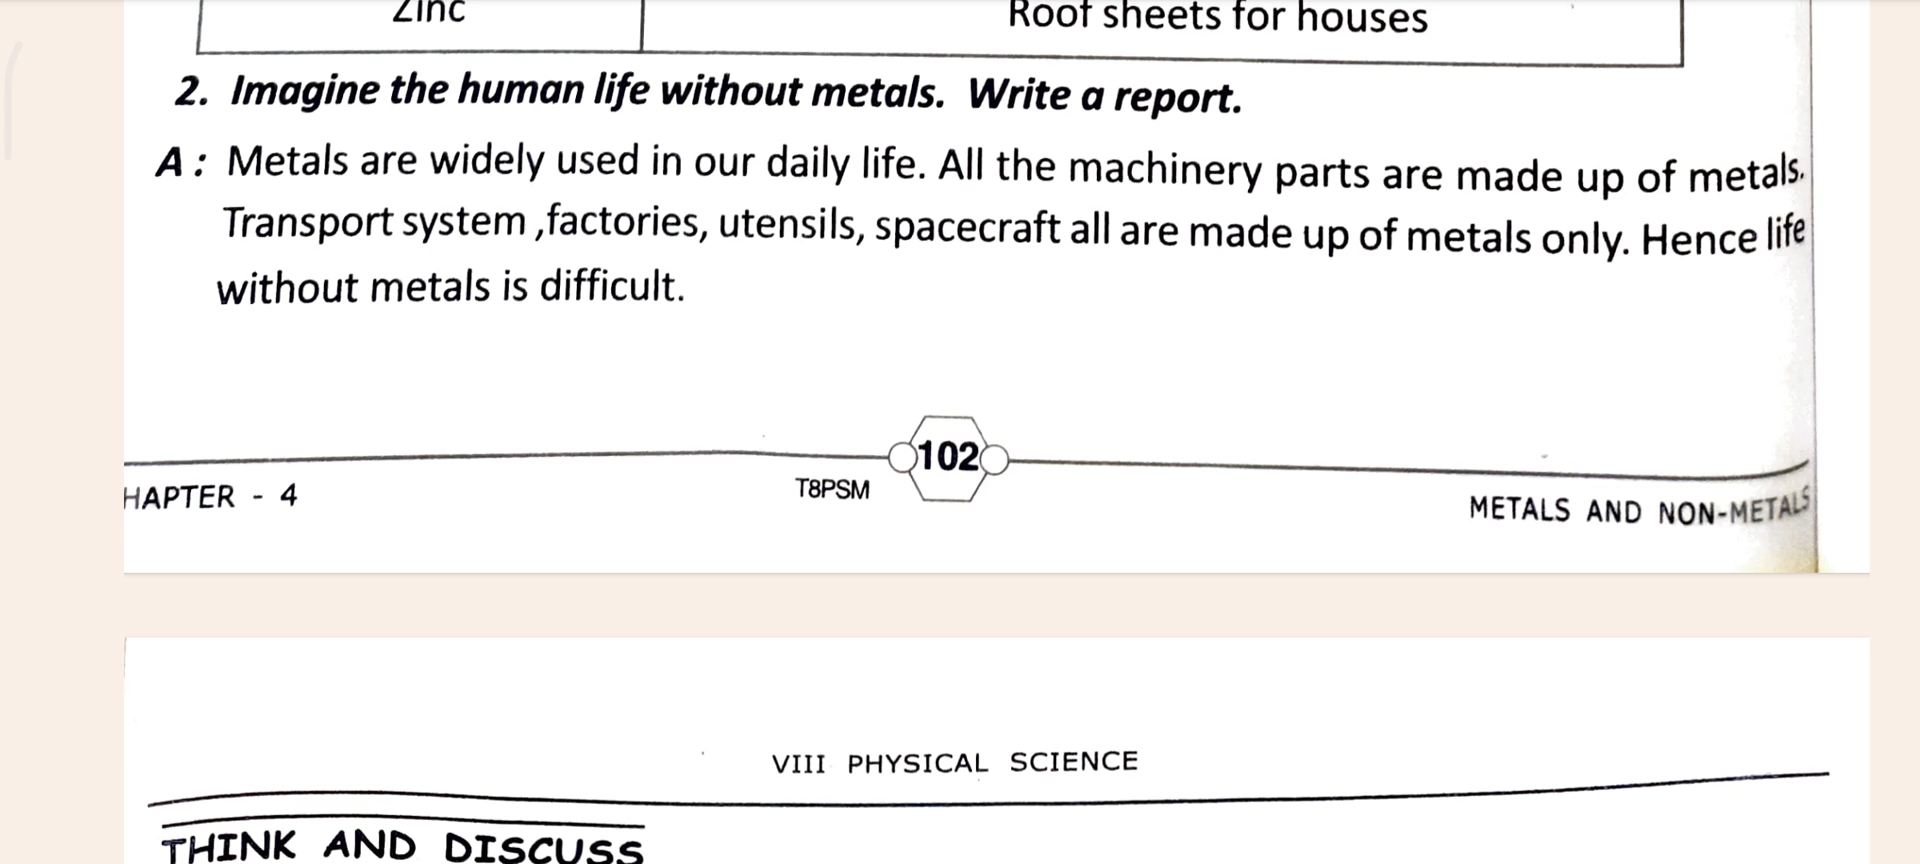 Zinc Roof sheets for houses
2. Imagine the human life without metals. Write a report.
A : Metals are widely used in our daily life. All the machinery parts are made up of metals.
Transport system ,factories, utensils, spacecraft all are made up of metals only. Hence life
without metals is difficult.
102
HAPTER - 4 T8PSM METALS AND NON-METALS
VIII PHYSICAL SCIENCE
THINK AND DISCUSS